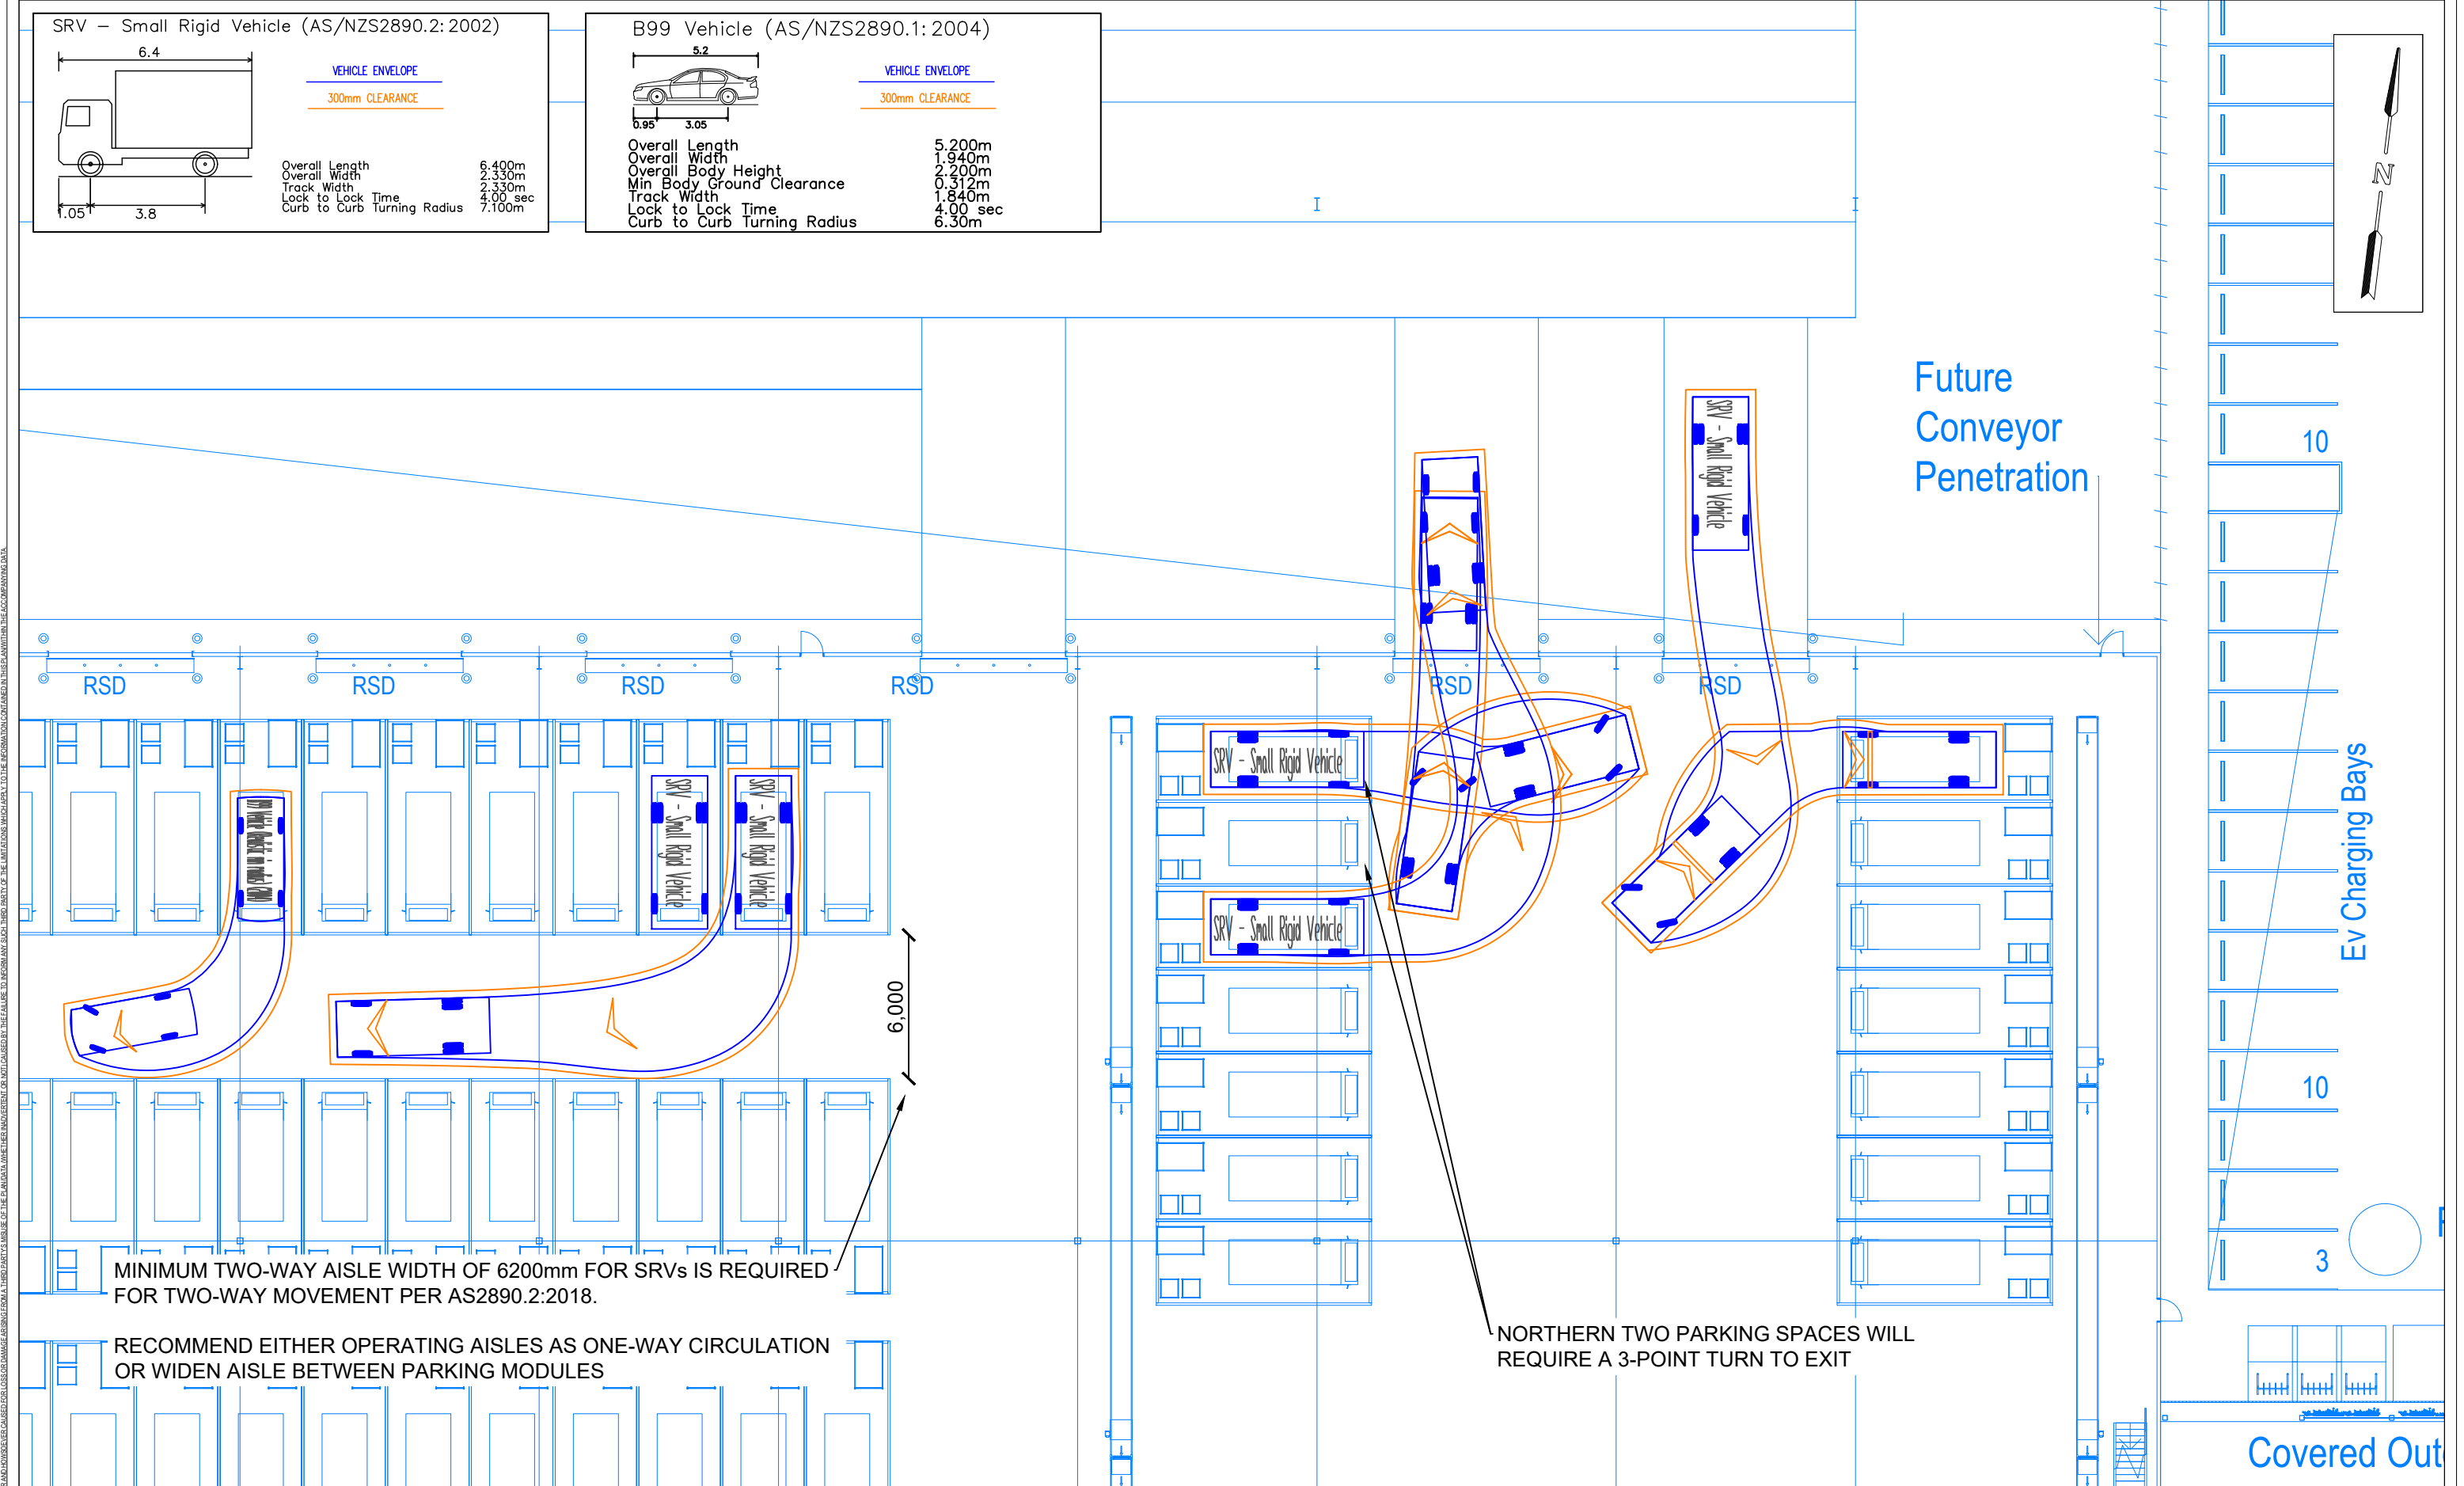 SRV - Small Rigid Vehicle (AS/NZS2890.2:2002)
6.4
VEHICLE ENVELOPE
300mm CLEARANCE
1.05
3.8
Overall Length 6.400m
Overall Width 2.330m
Track Width 2.330m
Lock to Lock Time 4.00 sec
Curb to Curb Turning Radius 7.100m
B99 Vehicle (AS/NZS2890.1:2004)
5.2
VEHICLE ENVELOPE
300mm CLEARANCE
0.95
3.05
Overall Length 5.200m
Overall Width 1.940m
Overall Body Height 2.200m
Min Body Ground Clearance 0.312m
Track Width 1.840m
Lock to Lock Time 4.00 sec
Curb to Curb Turning Radius 6.30m
N
Future
Conveyor
Penetration
10
SRV - Small Rigid Vehicle
RSD
RSD
RSD
RSD
RSD
RSD
SRV - Small Rigid Vehicle
SRV - Small Rigid Vehicle
SRV - Small Rigid Vehicle
SRV - Small Rigid Vehicle
6,000
Ev Charging Bays
10
3
MINIMUM TWO-WAY AISLE WIDTH OF 6200mm FOR SRVs IS REQUIRED
FOR TWO-WAY MOVEMENT PER AS2890.2:2018.
RECOMMEND EITHER OPERATING AISLES AS ONE-WAY CIRCULATION
OR WIDEN AISLE BETWEEN PARKING MODULES
NORTHERN TWO PARKING SPACES WILL
REQUIRE A 3-POINT TURN TO EXIT
Covered Out